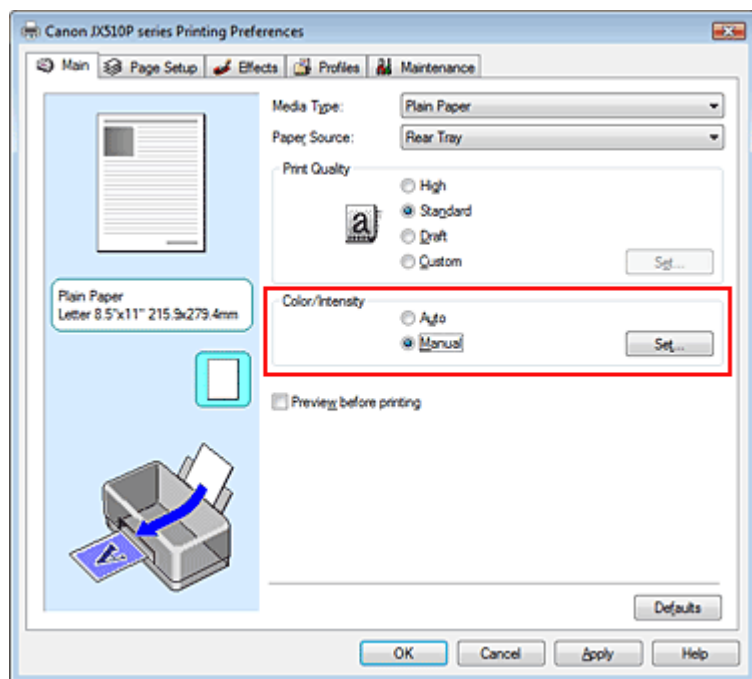 Canon JX510P series Printing Preferences
Main Page Setup Effects Profiles Maintenance
Media Type: Plain Paper
Paper Source: Rear Tray
Print Quality
High
a Standard
Draft
Custom Set...
Plain Paper
Letter 8.5"x11" 215.9x279.4mm
Color/Intensity
Auto
Manual Set...
Preview before printing
V
Defaults
OK Cancel Apply Help